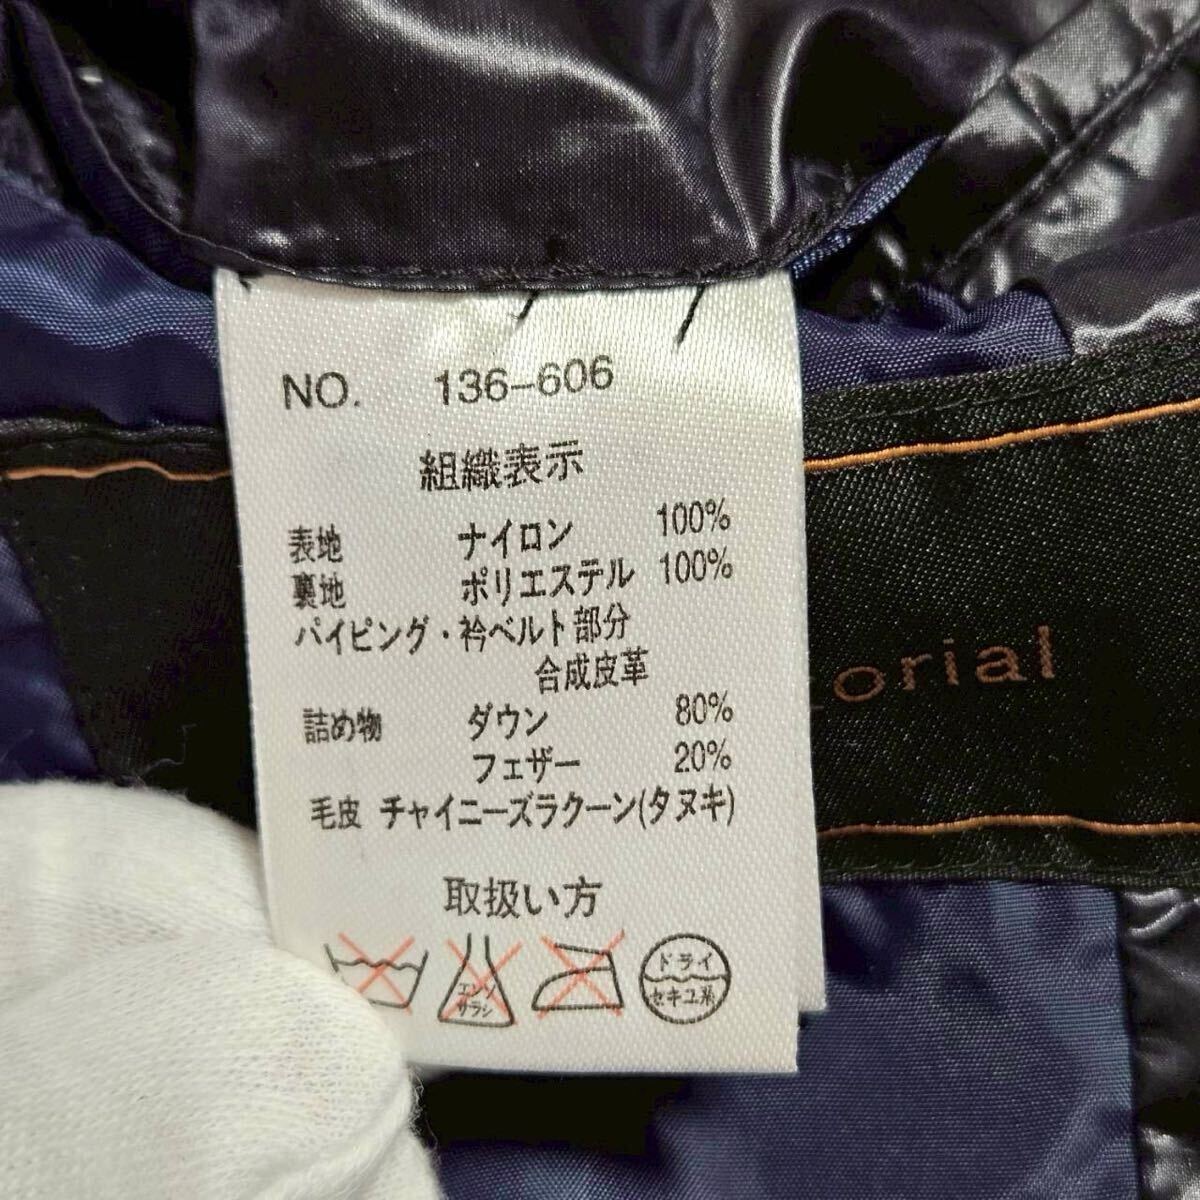 NO. 136-606
組織表示
表地 ナイロン 100%
裏地 ポリエステル 100%
パイピング・衿ベルト部分
合成皮革
詰め物 ダウン 80%
フェザー 20%
毛皮 チャイニーズラクーン(タヌキ)
取扱い方
エンソ
サラシ
ドライ
セキユ系
orial